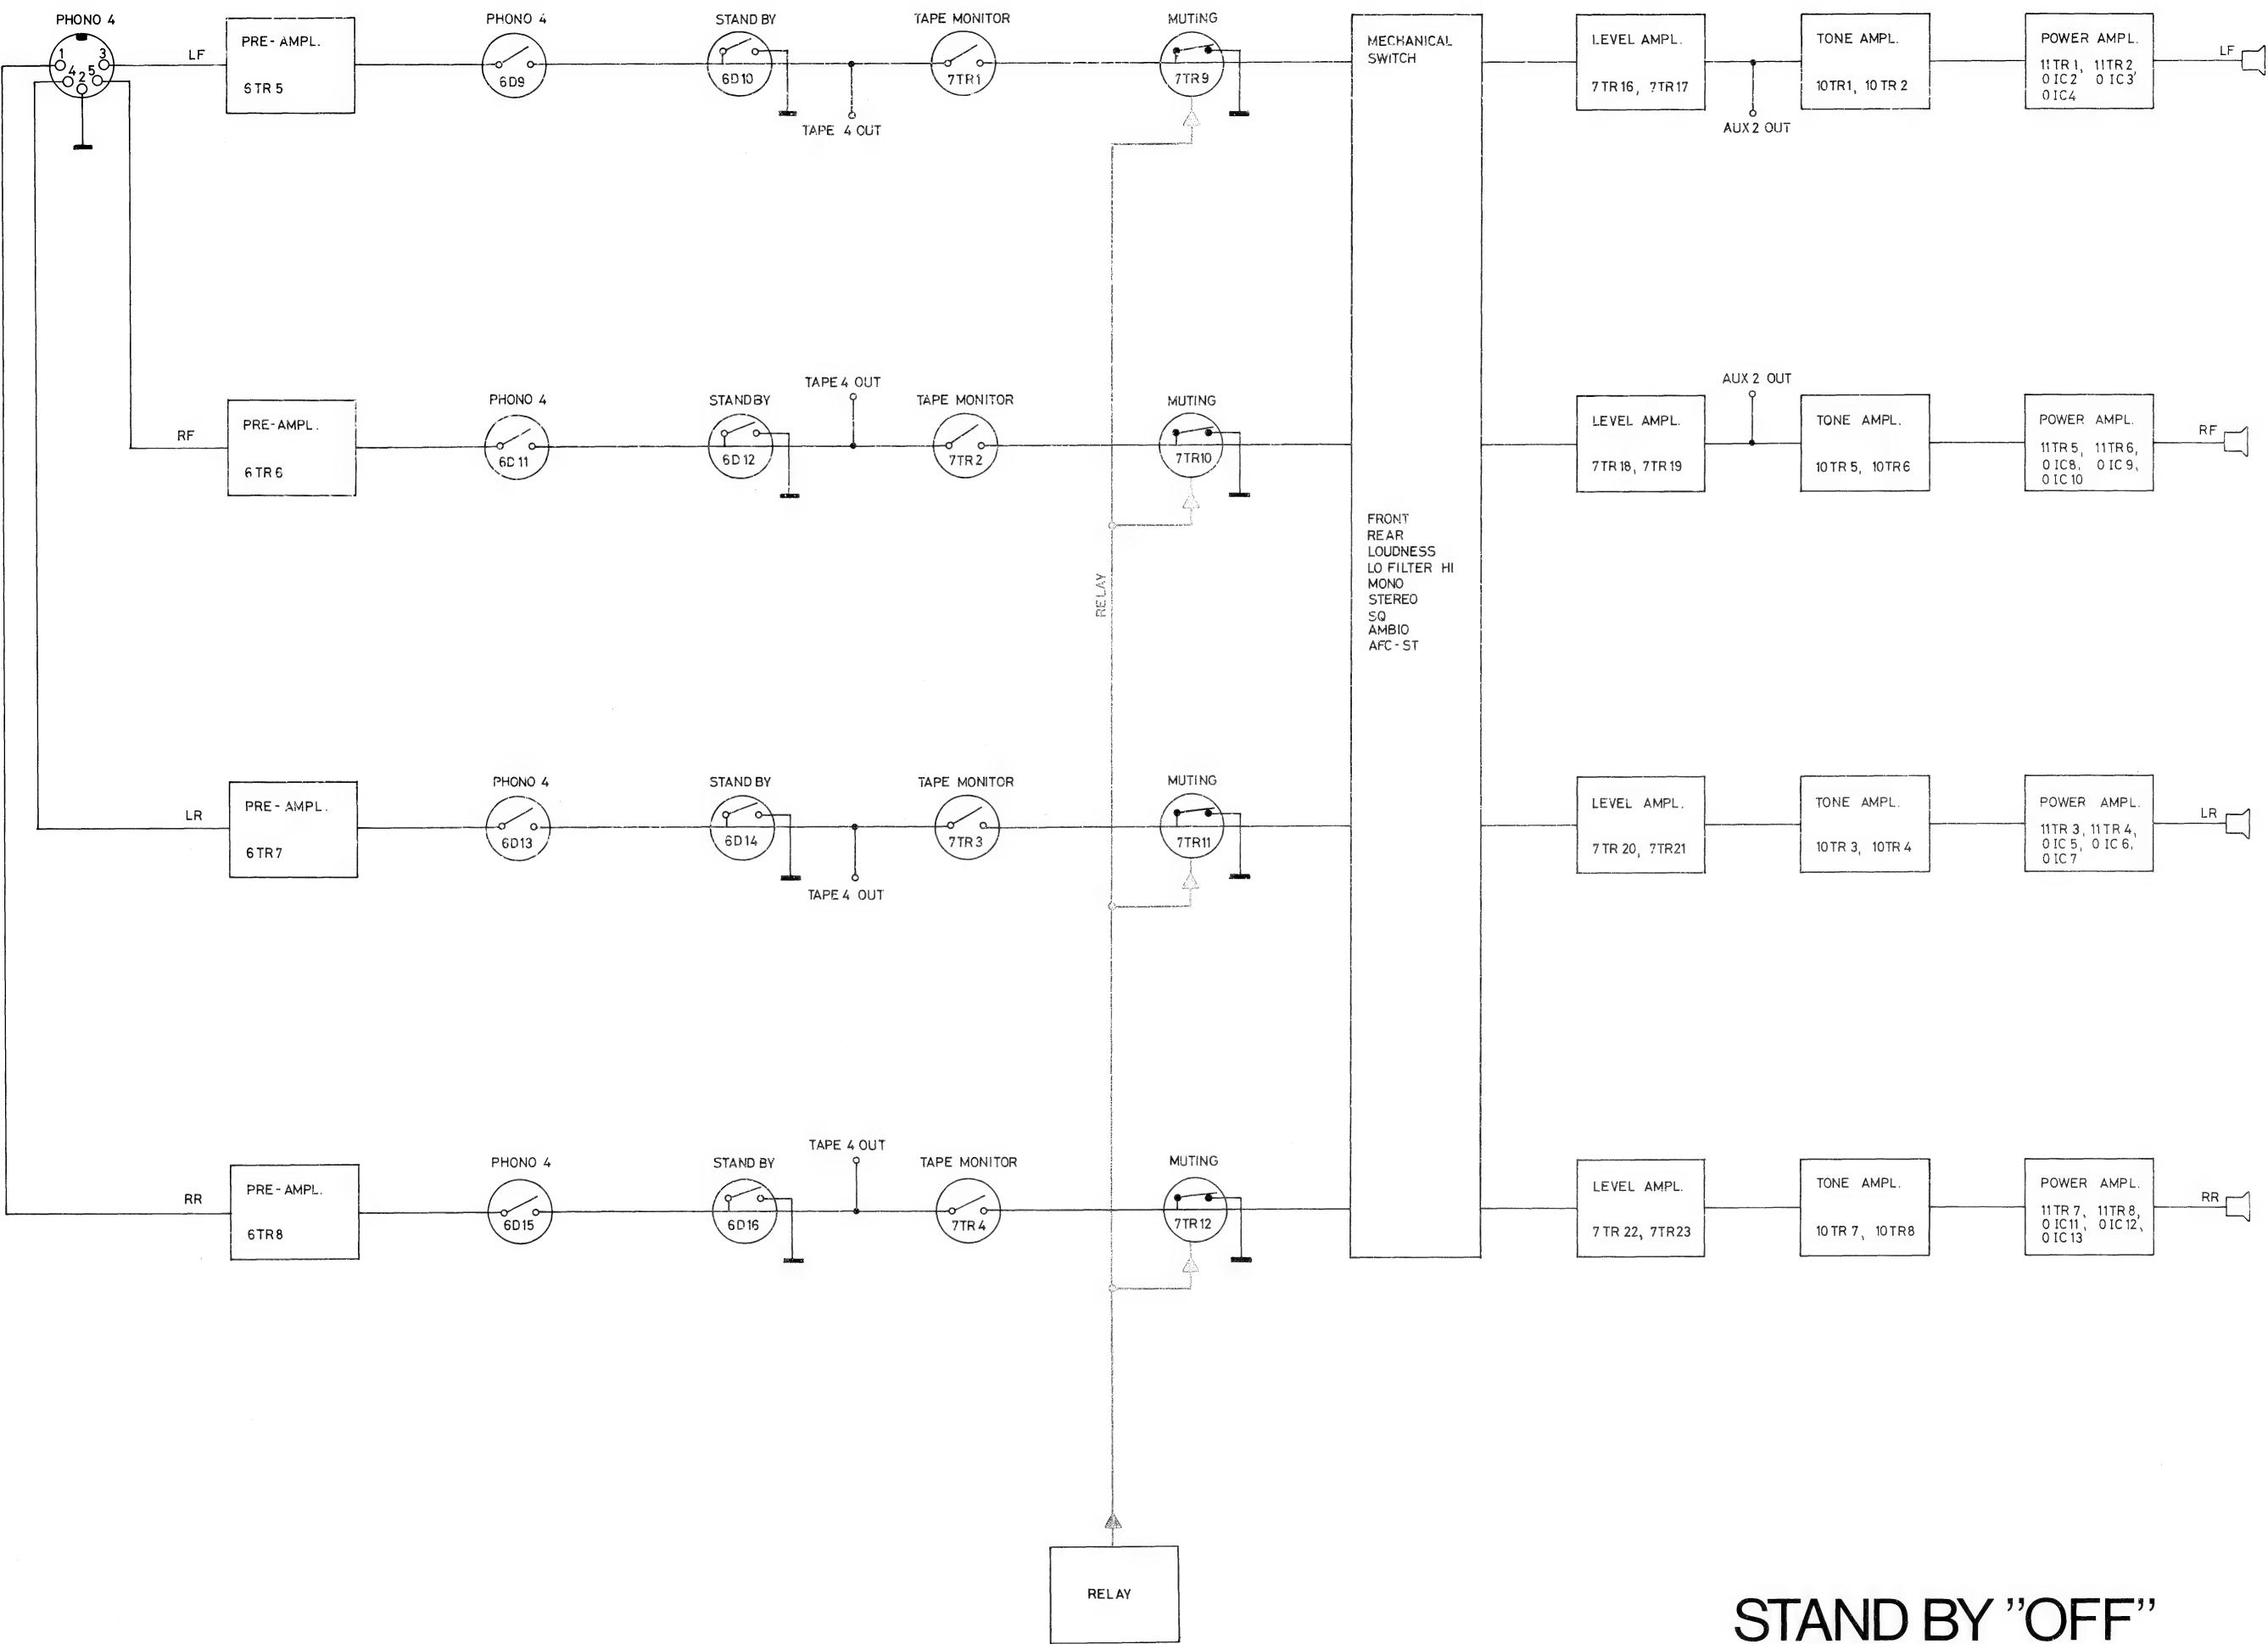 PHONO 4
1
3
4
2
5
LF
PRE-AMPL.
6TR5
PHONO 4
6D9
STAND BY
6D10
TAPE 4 OUT
TAPE MONITOR
7TR1
MUTING
7TR9
MECHANICAL
SWITCH
LEVEL AMPL.
7TR16, 7TR17
AUX 2 OUT
TONE AMPL.
10TR1, 10TR2
POWER AMPL.
11TR1, 11TR2
0IC2 0IC3'
0IC4
LF
RF
PRE-AMPL.
6TR6
PHONO 4
6D11
STANDBY
6D12
TAPE 4 OUT
TAPE MONITOR
7TR2
MUTING
7TR10
LEVEL AMPL.
7TR18, 7TR19
AUX 2 OUT
TONE AMPL.
10TR5, 10TR6
POWER AMPL.
11TR5, 11TR6,
0IC8, 0IC9,
0IC10
RF
RELAY
FRONT
REAR
LOUDNESS
LO FILTER HI
MONO
STEREO
SQ
AMBIO
AFC-ST
LR
PRE-AMPL.
6TR7
PHONO 4
6D13
STAND BY
6D14
TAPE 4 OUT
TAPE MONITOR
7TR3
MUTING
7TR11
LEVEL AMPL.
7TR20, 7TR21
TONE AMPL.
10TR3, 10TR4
POWER AMPL.
11TR3, 11TR4,
0IC5, 0IC6,
0IC7
LR
RR
PRE-AMPL.
6TR8
PHONO 4
6D15
STAND BY
6D16
TAPE 4 OUT
TAPE MONITOR
7TR4
MUTING
7TR12
LEVEL AMPL.
7TR22, 7TR23
TONE AMPL.
10TR7, 10TR8
POWER AMPL.
11TR7, 11TR8,
0IC11, 0IC12,
0IC13
RR
RELAY
STAND BY "OFF"